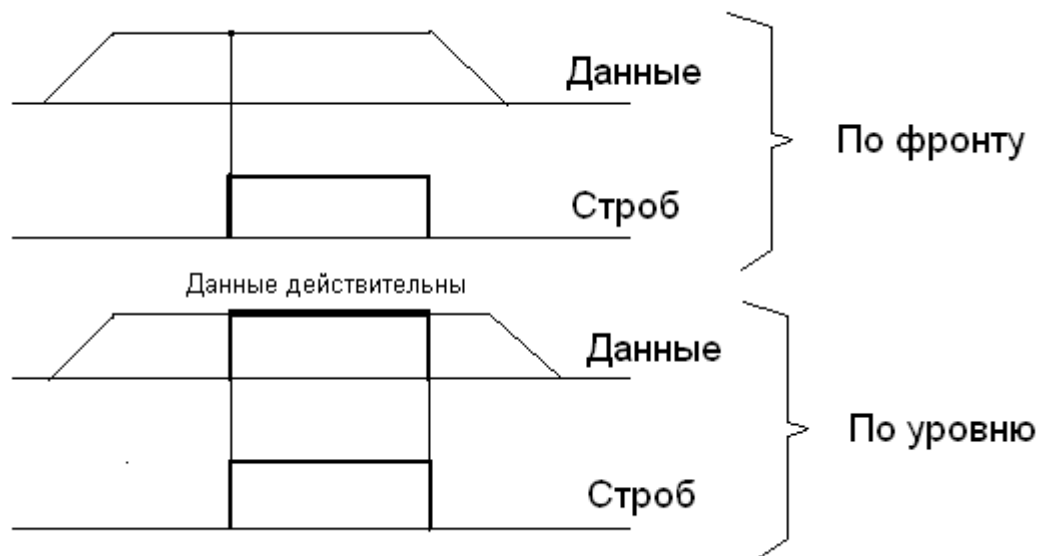 Данные
По фронту
Строб
Данные действительны
Данные
По уровню
Строб